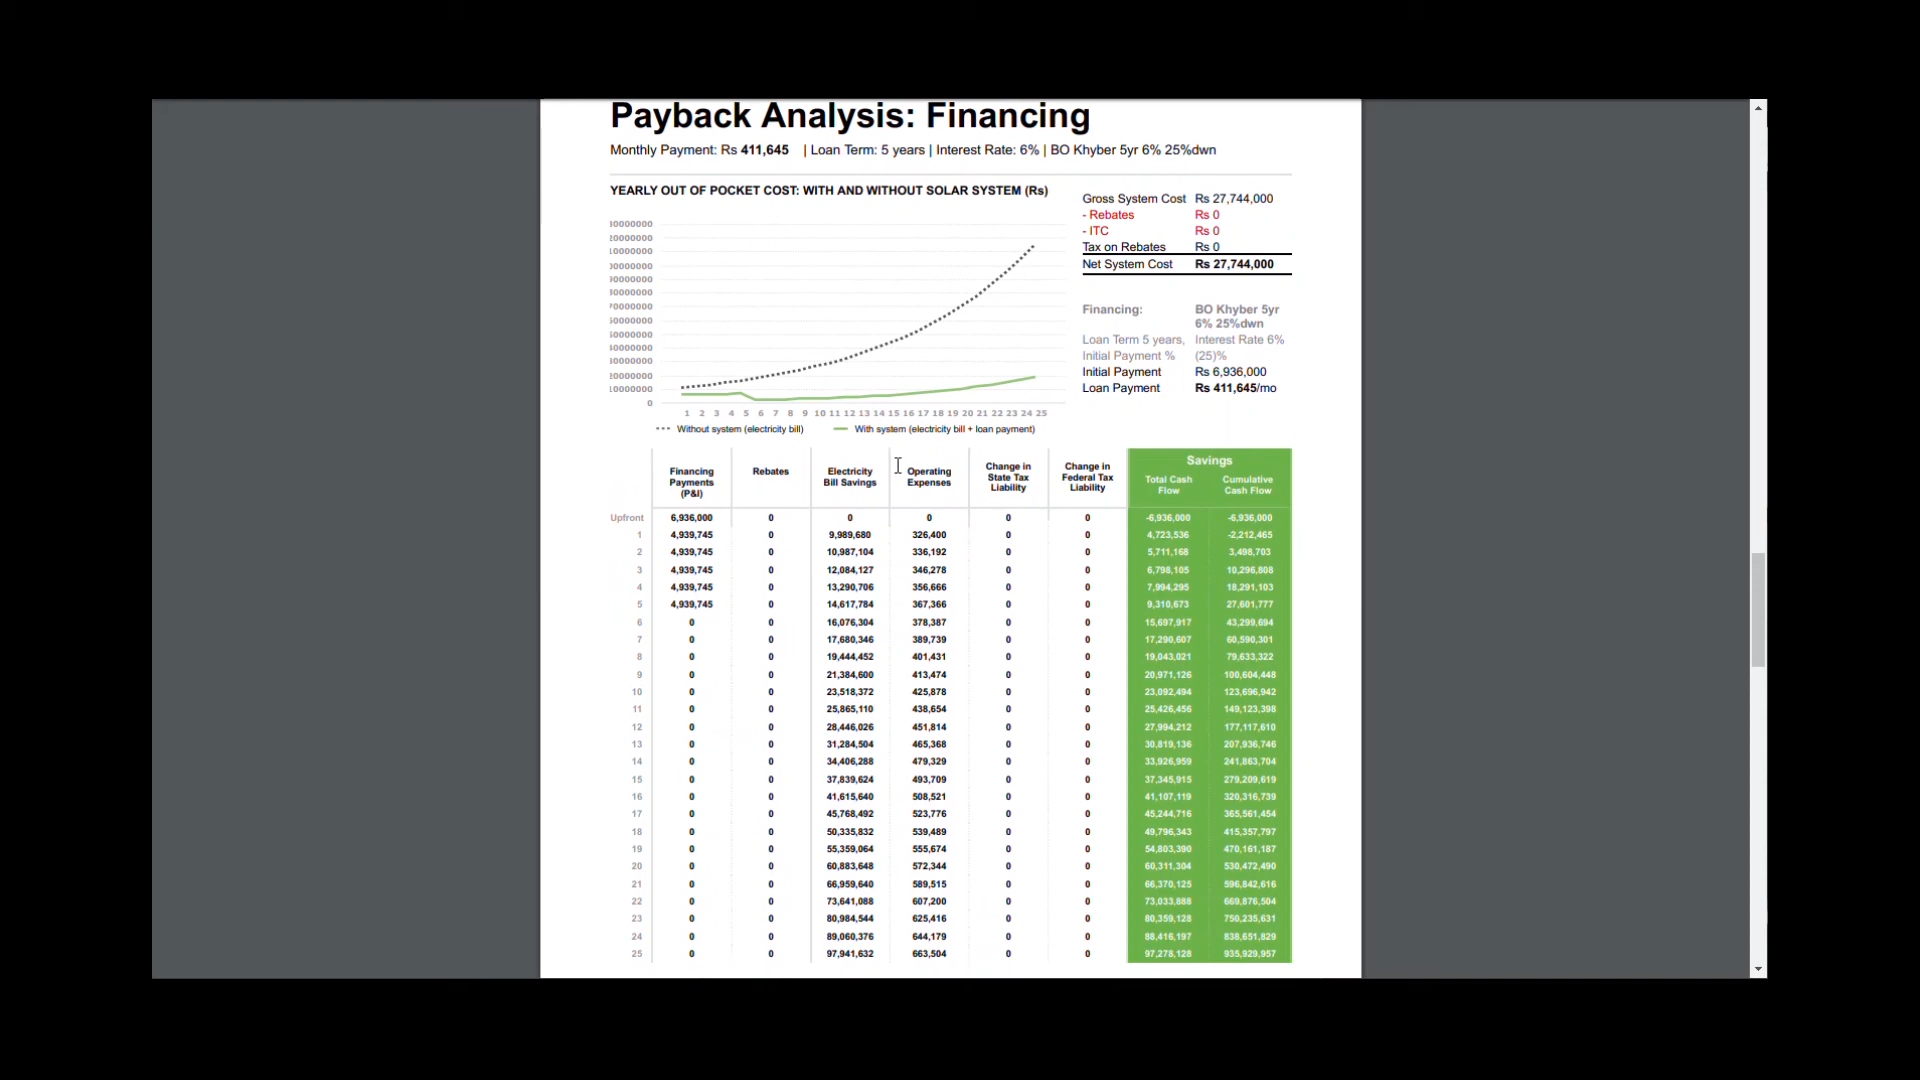 Payback Analysis: Financing
Monthly Payment: Rs 411,645 | Loan Term: 5 years | Interest Rate: 6% | BO Khyber 5yr 6% 25%dwn
YEARLY OUT OF POCKET COST: WITH AND WITHOUT SOLAR SYSTEM (Rs)
0
1 2 3 4 5 6 7 8 9 10 11 12 13 14 15 16 17 18 19 20 21 22 23 24 25
Without system (electricity bill) With system (electricity bill + loan payment)
Gross System Cost Rs 27,744,000
- Rebates Rs 0
- ITC Rs 0
Tax on Rebates Rs 0
Net System Cost Rs 27,744,000
Financing: BO Khyber 5yr
6% 25%dwn
Loan Term 5 years, Interest Rate 6%
Initial Payment % (25)%
Initial Payment Rs 6,936,000
Loan Payment Rs 411,645/mo
Financing Payments (P&I) Rebates Electricity Bill Savings Operating Expenses Change in State Tax Liability Change in Federal Tax Liability Savings Total Cash Flow Cumulative Cash Flow
Upfront 6,936,000 0 0 0 0 0 -6,936,000 -6,936,000
1 4,939,745 0 9,989,680 326,400 0 0 4,723,536 -2,212,465
2 4,939,745 0 10,987,104 336,192 0 0 5,711,168 3,498,703
3 4,939,745 0 12,084,127 346,278 0 0 6,798,105 10,296,808
4 4,939,745 0 13,290,706 356,666 0 0 7,994,295 18,291,103
5 4,939,745 0 14,617,784 367,366 0 0 9,310,673 27,601,777
6 0 0 16,076,304 378,387 0 0 15,697,917 43,299,694
7 0 0 17,680,346 389,739 0 0 17,290,607 60,590,301
8 0 0 19,444,452 401,431 0 0 19,043,021 79,633,322
9 0 0 21,384,600 413,474 0 0 20,971,126 100,604,448
10 0 0 23,518,372 425,878 0 0 23,092,494 123,696,942
11 0 0 25,865,110 438,654 0 0 25,426,456 149,123,398
12 0 0 28,446,026 451,814 0 0 27,994,212 177,117,610
13 0 0 31,284,504 465,368 0 0 30,819,136 207,936,746
14 0 0 34,406,288 479,329 0 0 33,926,959 241,863,704
15 0 0 37,839,624 493,709 0 0 37,345,915 279,209,619
16 0 0 41,615,640 508,521 0 0 41,107,119 320,316,739
17 0 0 45,768,492 523,776 0 0 45,244,716 365,561,454
18 0 0 50,335,832 539,489 0 0 49,796,343 415,357,797
19 0 0 55,359,064 555,674 0 0 54,803,390 470,161,187
20 0 0 60,883,648 572,344 0 0 60,311,304 530,472,490
21 0 0 66,959,640 589,515 0 0 66,370,125 596,842,616
22 0 0 73,641,088 607,200 0 0 73,033,888 669,876,504
23 0 0 80,984,544 625,416 0 0 80,359,128 750,235,631
24 0 0 89,060,376 644,179 0 0 88,416,197 838,651,829
25 0 0 97,941,632 663,504 0 0 97,278,128 935,929,957